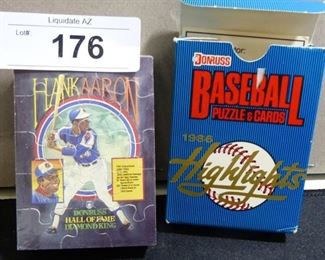 Liquidate AZ
Lot#
176
HANK AARON
DONRUSS
HALL OF FAME
DIAMOND KING
DONRUSS
BASEBALL
PUZZLE & CARDS
1986
Highlights